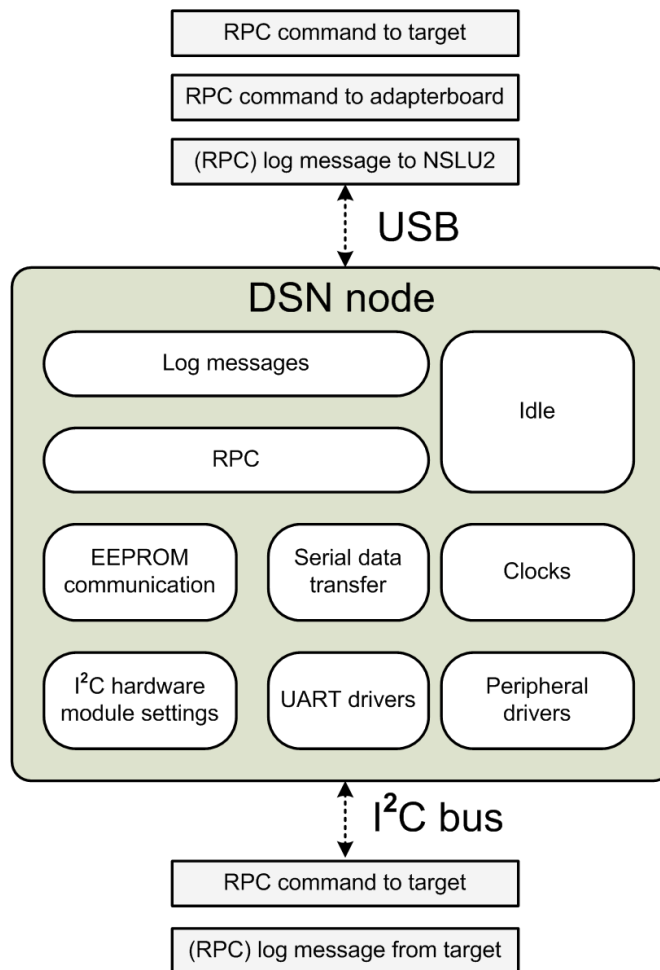 RPC command to target
RPC command to adapterboard
(RPC) log message to NSLU2
USB
DSN node
Log messages
Idle
RPC
EEPROM
communication
Serial data
transfer
Clocks
I²C hardware
module settings
UART drivers
Peripheral
drivers
I²C bus
RPC command to target
(RPC) log message from target